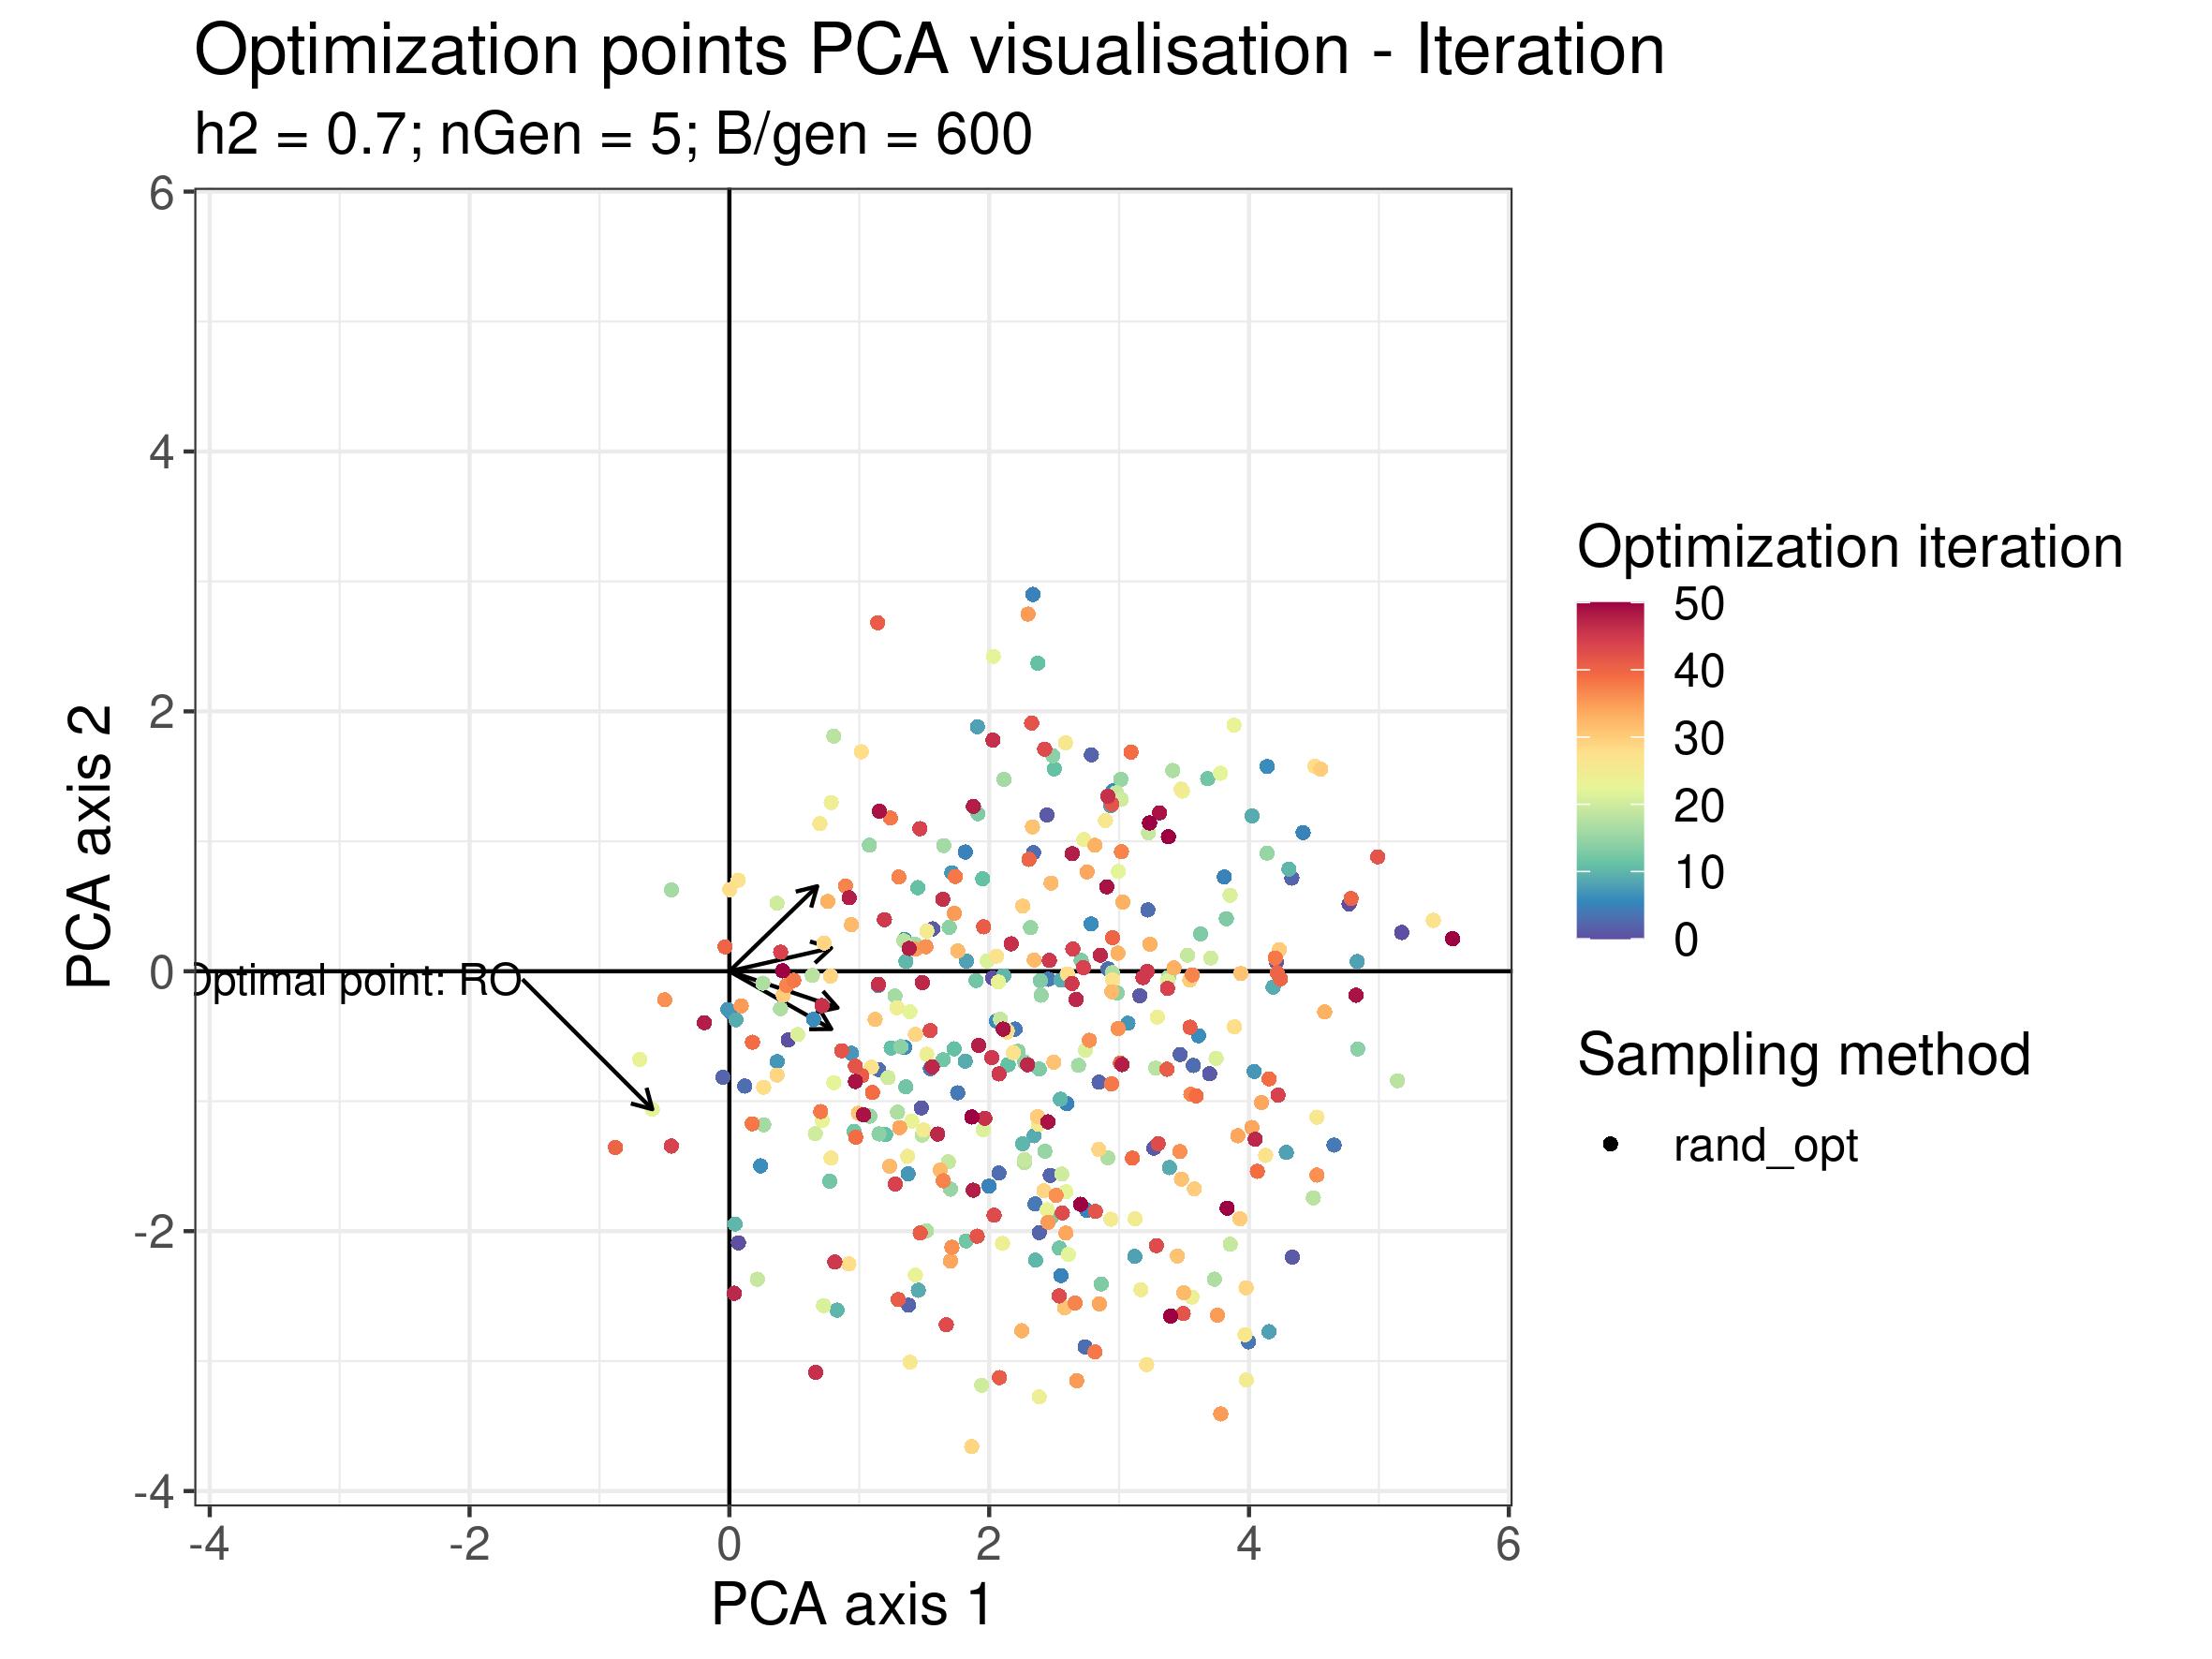 Optimization points PCA visualisation - Iteration
h2 = 0.7; nGen = 5; B/gen = 600
6
4
2
0
-2
-4
PCA axis 2
Optimal point: RO
-4
-2
0
2
4
6
PCA axis 1
Optimization iteration
50
40
30
20
10
0
Sampling method
rand_opt